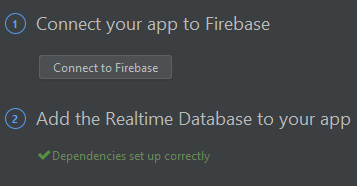 1 Connect your app to Firebase
Connect to Firebase
2 Add the Realtime Database to your app
Dependencies set up correctly